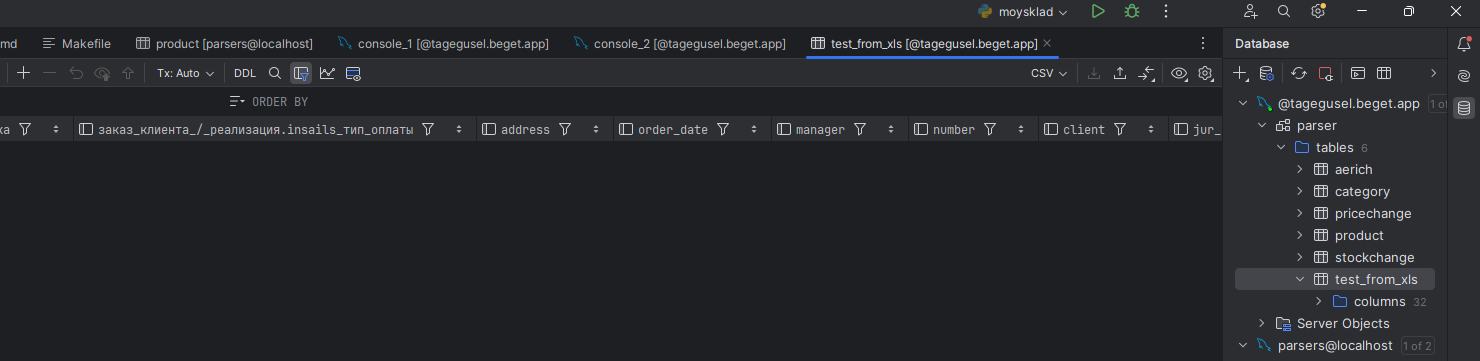 moysklad
md Makefile product [parsers@localhost] console_1 [@tagegusel.beget.app] console_2 [@tagegusel.beget.app] test_from_xls [@tagegusel.beget.app] Database
Tx: Auto DDL CSV
ORDER BY
ка заказ_клиента_/_реализация.insails_тип_оплаты address order_date manager number client jur_
@tagegusel.beget.app 1 of
parser
tables 6
aerich
category
pricechange
product
stockchange
test_from_xls
columns 32
Server Objects
parsers@localhost 1 of 2